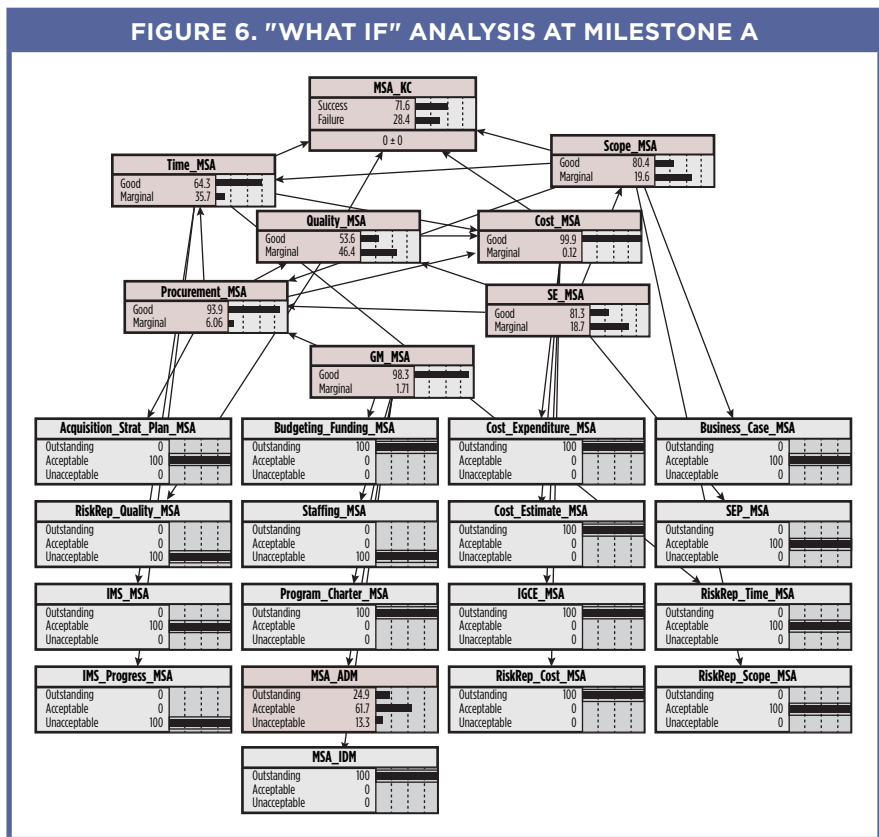 FIGURE 6. "WHAT IF" ANALYSIS AT MILESTONE A
MSA_KC
Success 71.6
Failure 28.4
0 ± 0
Scope_MSA
Good 80.4
Marginal 19.6
Time_MSA
Good 64.3
Marginal 35.7
Quality_MSA
Good 53.6
Marginal 46.4
Cost_MSA
Good 99.9
Marginal 0.12
Procurement_MSA
Good 93.9
Marginal 6.06
SE_MSA
Good 81.3
Marginal 18.7
GM_MSA
Good 98.3
Marginal 1.71
Acquisition_Strat_Plan_MSA
Outstanding 0
Acceptable 100
Unacceptable 0
Budgeting_Funding_MSA
Outstanding 100
Acceptable 0
Unacceptable 0
Cost_Expenditure_MSA
Outstanding 100
Acceptable 0
Unacceptable 0
Business_Case_MSA
Outstanding 0
Acceptable 100
Unacceptable 0
RiskRep_Quality_MSA
Outstanding 0
Acceptable 0
Unacceptable 100
Staffing_MSA
Outstanding 0
Acceptable 0
Unacceptable 100
Cost_Estimate_MSA
Outstanding 100
Acceptable 0
Unacceptable 0
SEP_MSA
Outstanding 0
Acceptable 100
Unacceptable 0
IMS_MSA
Outstanding 0
Acceptable 100
Unacceptable 0
Program_Charter_MSA
Outstanding 100
Acceptable 0
Unacceptable 0
IGCE_MSA
Outstanding 100
Acceptable 0
Unacceptable 0
RiskRep_Time_MSA
Outstanding 0
Acceptable 100
Unacceptable 0
IMS_Progress_MSA
Outstanding 0
Acceptable 0
Unacceptable 100
MSA_ADM
Outstanding 24.9
Acceptable 61.7
Unacceptable 13.3
RiskRep_Cost_MSA
Outstanding 100
Acceptable 0
Unacceptable 0
RiskRep_Scope_MSA
Outstanding 0
Acceptable 100
Unacceptable 0
MSA_IDM
Outstanding 100
Acceptable 0
Unacceptable 0